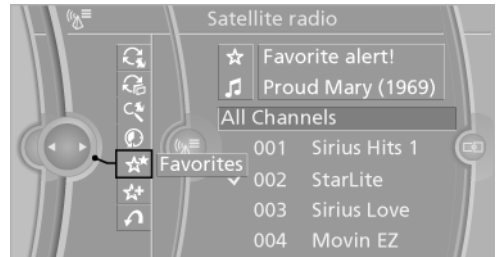 Satellite radio
Favorite alert!
Proud Mary (1969)
All Channels
001 Sirius Hits 1
Favorites
002 StarLite
003 Sirius Love
004 Movin EZ